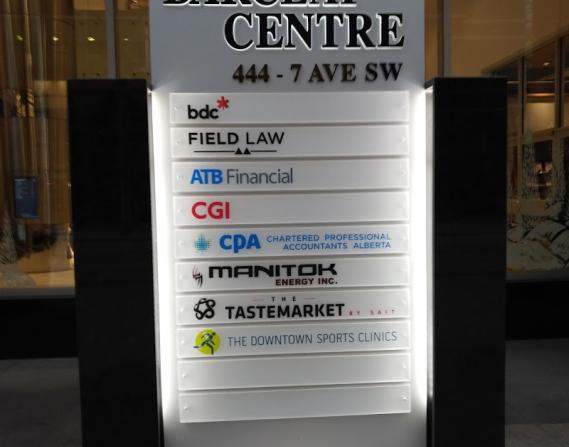 BARCLAY
CENTRE
444 - 7 AVE SW
bdc*
FIELD LAW
ATB Financial
CGI
CPA CHARTERED PROFESSIONAL
ACCOUNTANTS ALBERTA
MANITOK
ENERGY INC.
THE
TASTEMARKET BY SAIT
THE DOWNTOWN SPORTS CLINICS